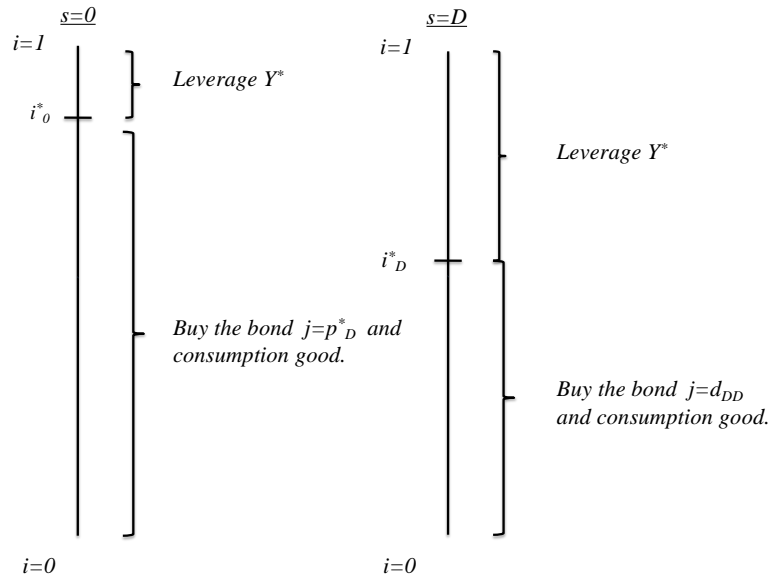 s=0
i=1
Leverage Y*
i*0
Buy the bond j=p*D and
consumption good.
i=0
s=D
i=1
Leverage Y*
i*D
Buy the bond j=dDD
and consumption good.
i=0